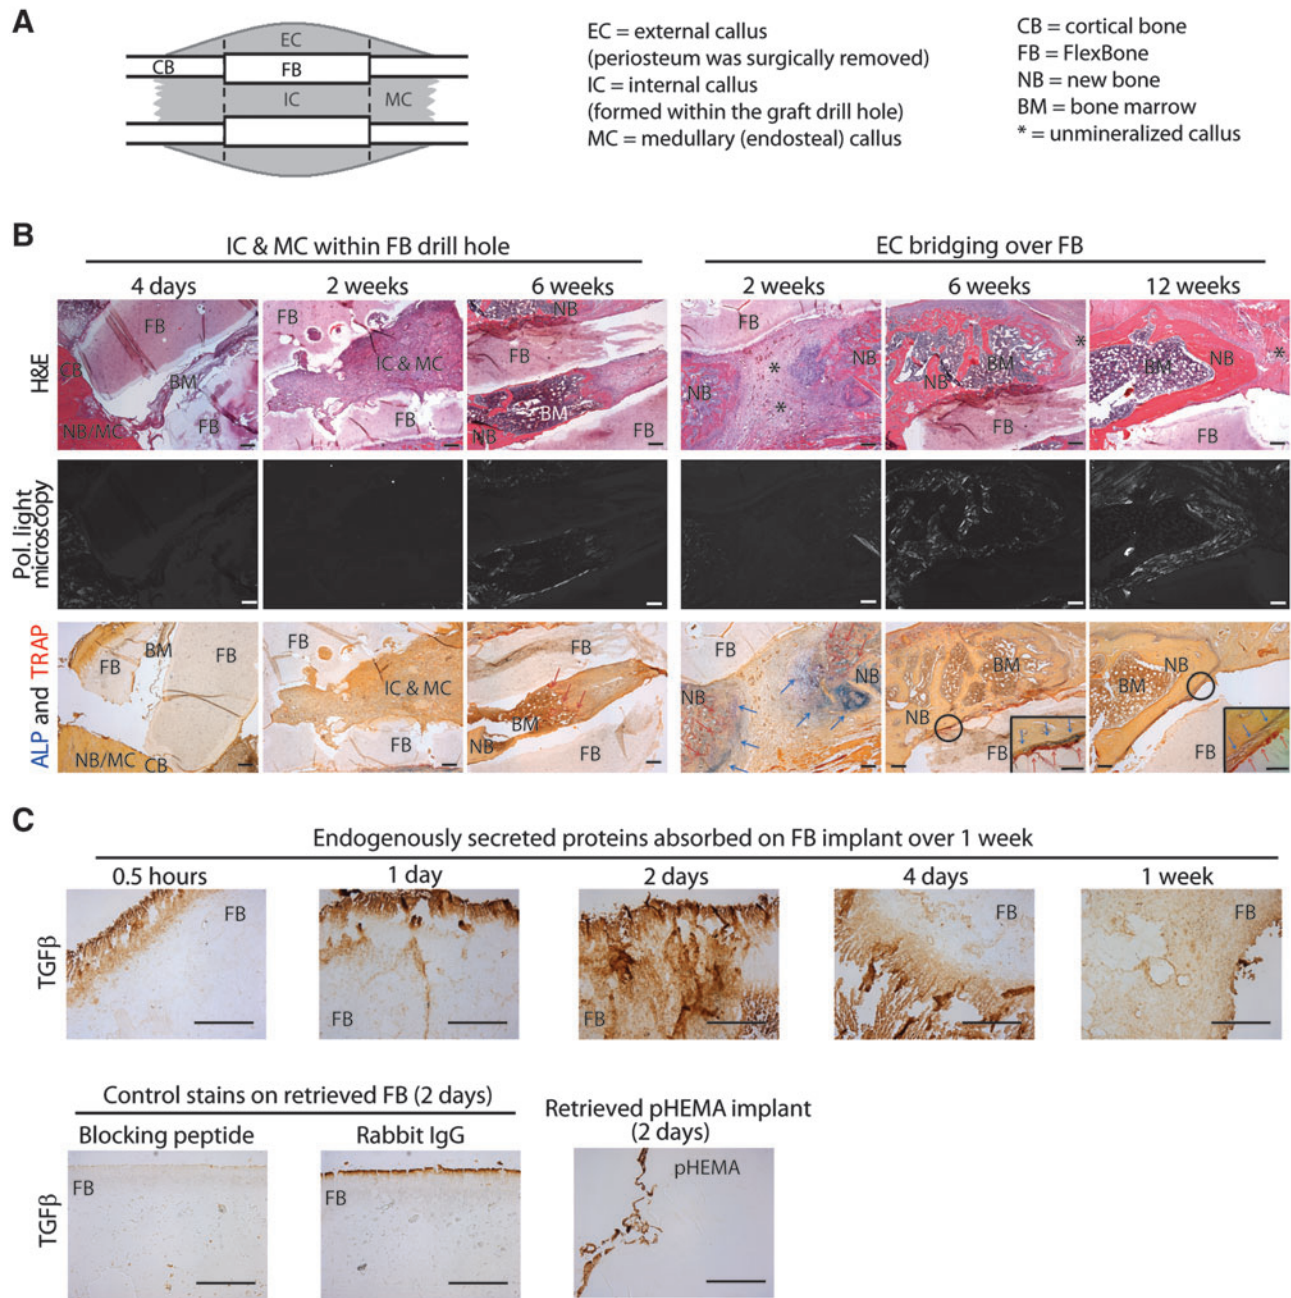 A
EC
CB
FB
IC
MC
EC = external callus
(periosteum was surgically removed)
IC = internal callus
(formed within the graft drill hole)
MC = medullary (endosteal) callus
CB = cortical bone
FB = FlexBone
NB = new bone
BM = bone marrow
* = unmineralized callus
B
IC & MC within FB drill hole
EC bridging over FB
4 days
2 weeks
6 weeks
2 weeks
6 weeks
12 weeks
H&E
FB
CB
BM
NB/MC
FB
FB
IC & MC
FB
NB
FB
BM
NB
FB
FB
NB
*
*
NB
BM
NB
*
BM
NB
*
FB
Pol. light
microscopy
ALP and TRAP
FB
BM
FB
NB/MC
CB
FB
IC & MC
FB
FB
BM
NB
FB
FB
NB
NB
BM
NB
FB
NB
BM
FB
C
Endogenously secreted proteins absorbed on FB implant over 1 week
0.5 hours
1 day
2 days
4 days
1 week
TGFβ
FB
FB
FB
FB
FB
Control stains on retrieved FB (2 days)
Blocking peptide
Rabbit IgG
Retrieved pHEMA implant
(2 days)
TGFβ
FB
FB
pHEMA